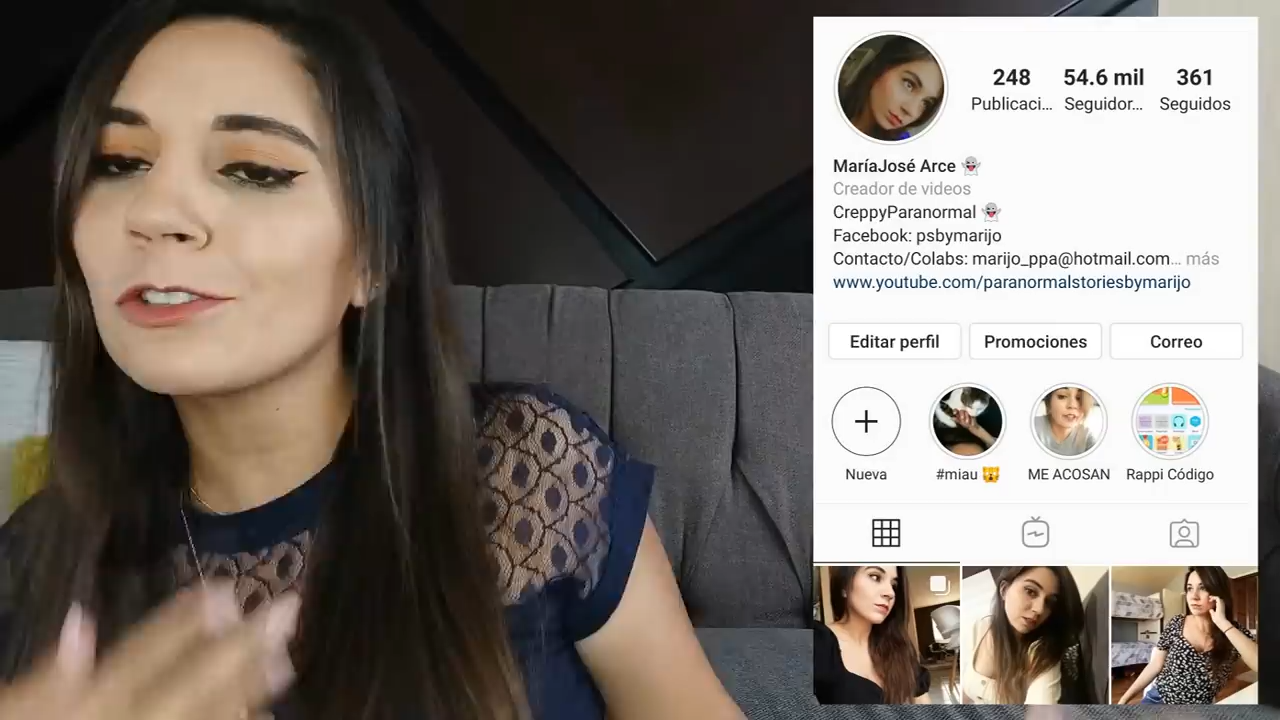 248 54.6 mil 361
Publicaci... Seguidor... Seguidos
MaríaJosé Arce 👻
Creador de videos
CreppyParanormal 👻
Facebook: psbymarijo
Contacto/Colabs: marijo_ppa@hotmail.com... más
www.youtube.com/paranormalstoriesbymarijo
Editar perfil Promociones Correo
Nueva #miau 🐱 ME ACOSAN Rappi Código